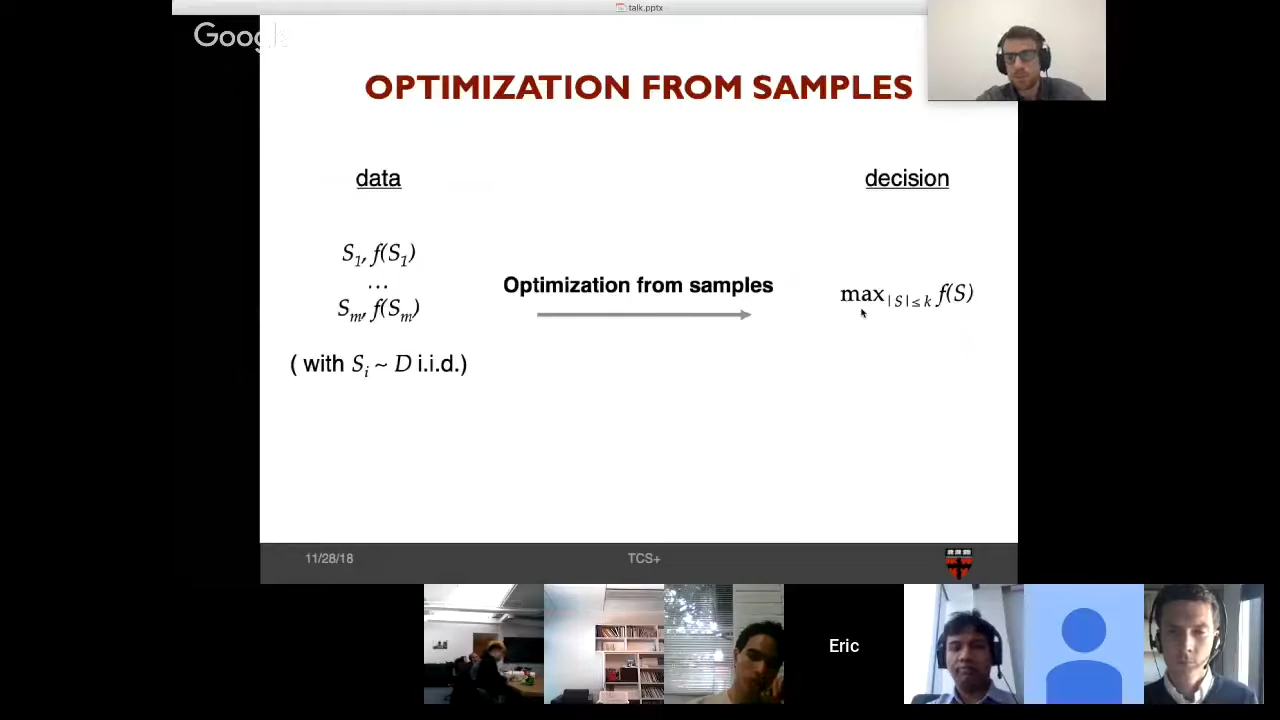 talk.pptx
Google
OPTIMIZATION FROM SAMPLES
data
decision
S1, f(S1)
...
Sm, f(Sm)
( with Si ~ D i.i.d.)
Optimization from samples
max|S|≤k f(S)
11/28/18
TCS+
Eric